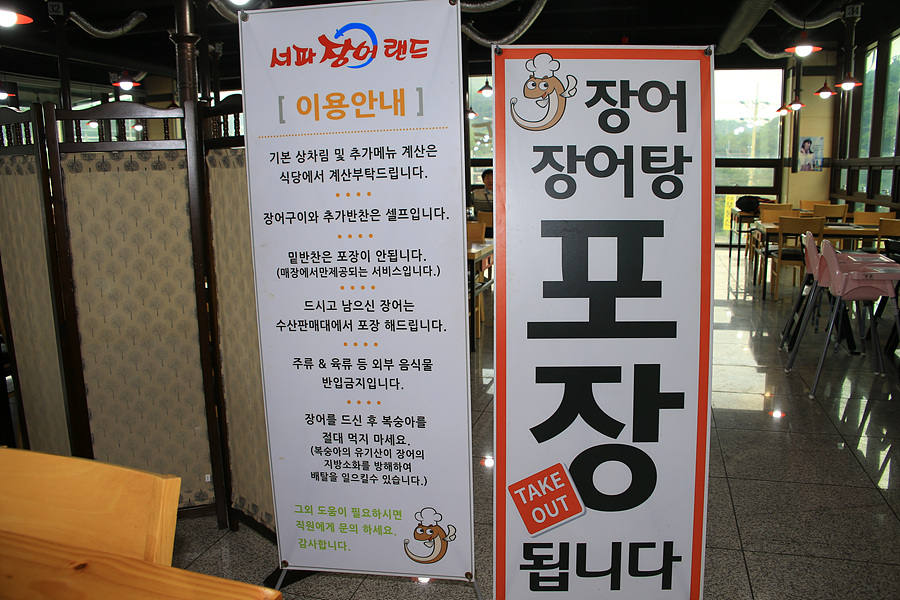 서파 장어 랜드
[ 이용안내 ]
기본 상차림 및 추가메뉴 계산은
식당에서 계산부탁드립니다.
장어구이와 추가반찬은 셀프입니다.
밑반찬은 포장이 안됩니다.
(매장에서만제공되는 서비스입니다.)
드시고 남으신 장어는
수산판매대에서 포장 해드립니다.
주류 & 육류 등 외부 음식물
반입금지입니다.
장어를 드신 후 복숭아를
절대 먹지 마세요.
(복숭아의 유기산이 장어의
지방소화를 방해하여
배탈을 일으킬수 있습니다.)
그외 도움이 필요하시면
직원에게 문의 하세요.
감사합니다.
장어
장어탕
포
장
TAKE
OUT
됩니다
32
34